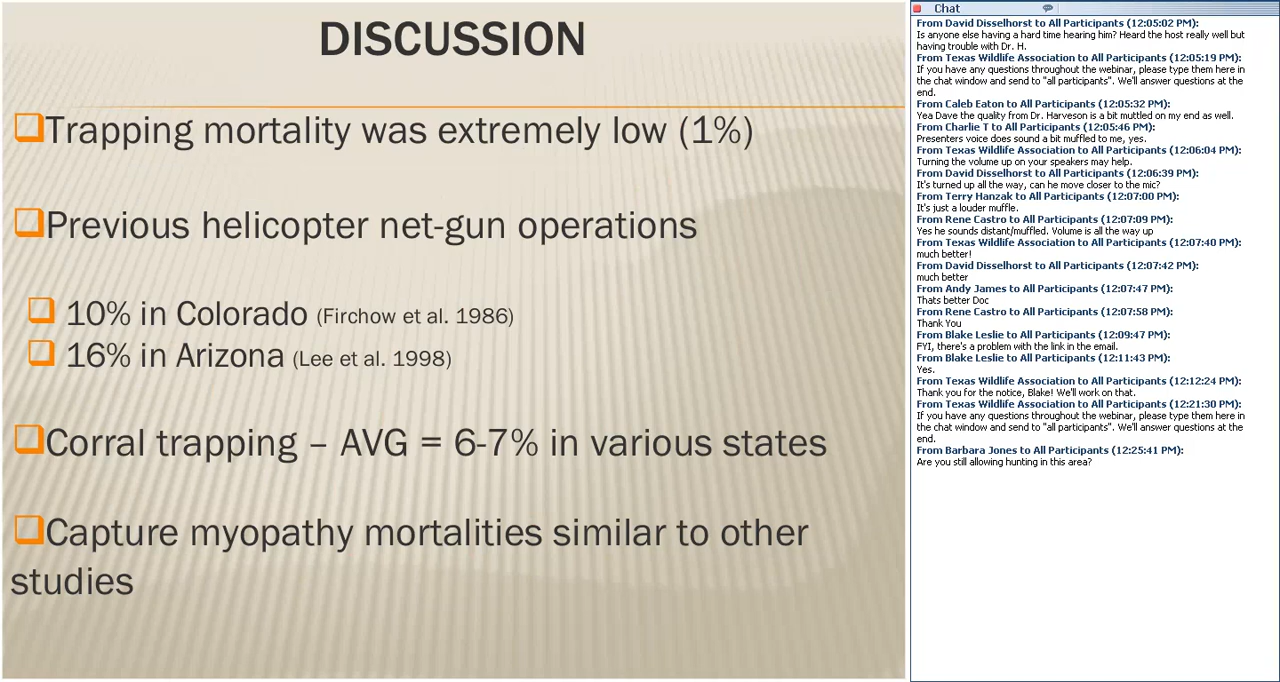 DISCUSSION
Trapping mortality was extremely low (1%)
Previous helicopter net-gun operations
10% in Colorado (Firchow et al. 1986)
16% in Arizona (Lee et al. 1998)
Corral trapping – AVG = 6-7% in various states
Capture myopathy mortalities similar to other
studies
Chat
From David Disselhorst to All Participants (12:05:02 PM):
Is anyone else having a hard time hearing him? Heard the host really well but
having trouble with Dr. H.
From Texas Wildlife Association to All Participants (12:05:19 PM):
If you have any questions throughout the webinar, please type them here in
the chat window and send to "all participants". We'll answer questions at the
end.
From Caleb Eaton to All Participants (12:05:32 PM):
Yea Dave the quality from Dr. Harveson is a bit muttled on my end as well.
From Charlie T to All Participants (12:05:46 PM):
Presenters voice does sound a bit muffled to me, yes.
From Texas Wildlife Association to All Participants (12:06:04 PM):
Turning the volume up on your speakers may help.
From David Disselhorst to All Participants (12:06:39 PM):
It's turned up all the way, can he move closer to the mic?
From Terry Hanzak to All Participants (12:07:00 PM):
It's just a louder muffle.
From Rene Castro to All Participants (12:07:09 PM):
Yes he sounds distant/muffled. Volume is all the way up
From Texas Wildlife Association to All Participants (12:07:40 PM):
much better!
From David Disselhorst to All Participants (12:07:42 PM):
much better
From Andy James to All Participants (12:07:47 PM):
Thats better Doc
From Rene Castro to All Participants (12:07:58 PM):
Thank You
From Blake Leslie to All Participants (12:09:47 PM):
FYI, there's a problem with the link in the email.
From Blake Leslie to All Participants (12:11:43 PM):
Yes.
From Texas Wildlife Association to All Participants (12:12:24 PM):
Thank you for the notice, Blake! We'll work on that.
From Texas Wildlife Association to All Participants (12:21:30 PM):
If you have any questions throughout the webinar, please type them here in
the chat window and send to "all participants". We'll answer questions at the
end.
From Barbara Jones to All Participants (12:25:41 PM):
Are you still allowing hunting in this area?